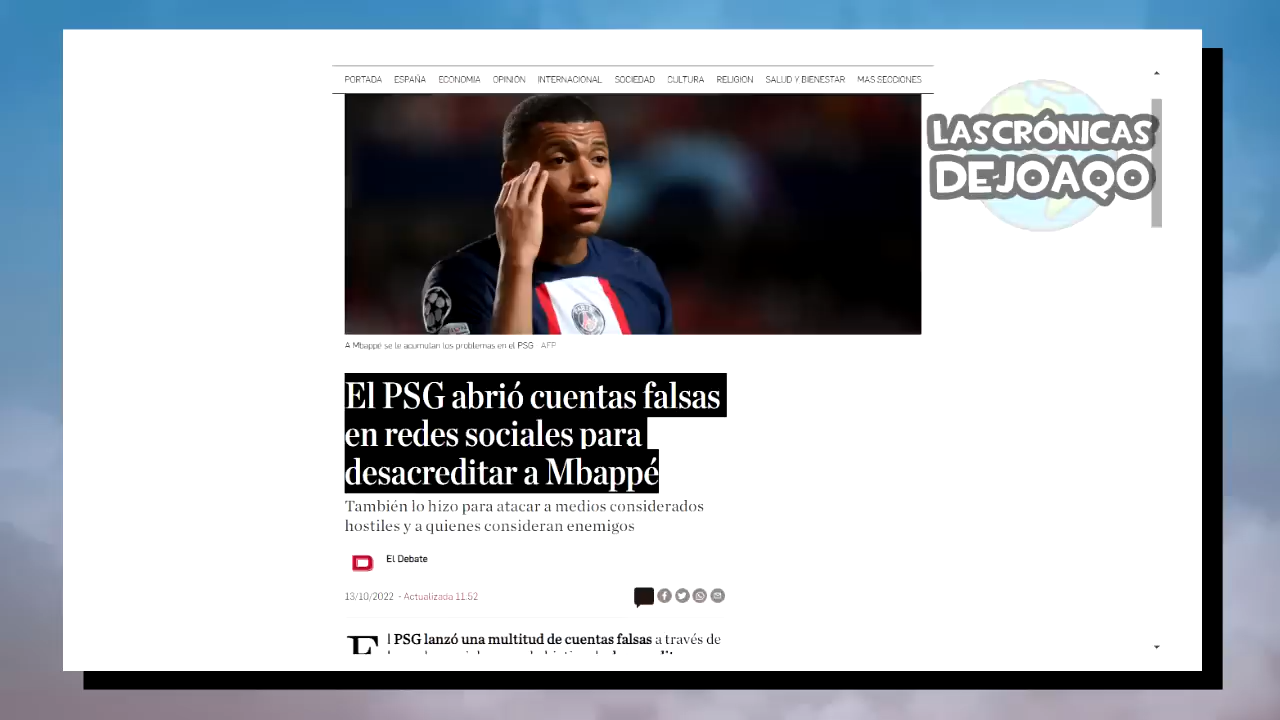 PORTADA ESPAÑA ECONOMIA OPINION INTERNACIONAL SOCIEDAD CULTURA RELIGION SALUD Y BIENESTAR MAS SECCIONES
LAS CRÓNICAS
DE JOAQO
A Mbappé se le acumulan los problemas en el PSG AFP
El PSG abrió cuentas falsas
en redes sociales para
desacreditar a Mbappé
También lo hizo para atacar a medios considerados
hostiles y a quienes consideran enemigos
El Debate
13/10/2022 - Actualizada 11:52
El PSG lanzó una multitud de cuentas falsas a través de